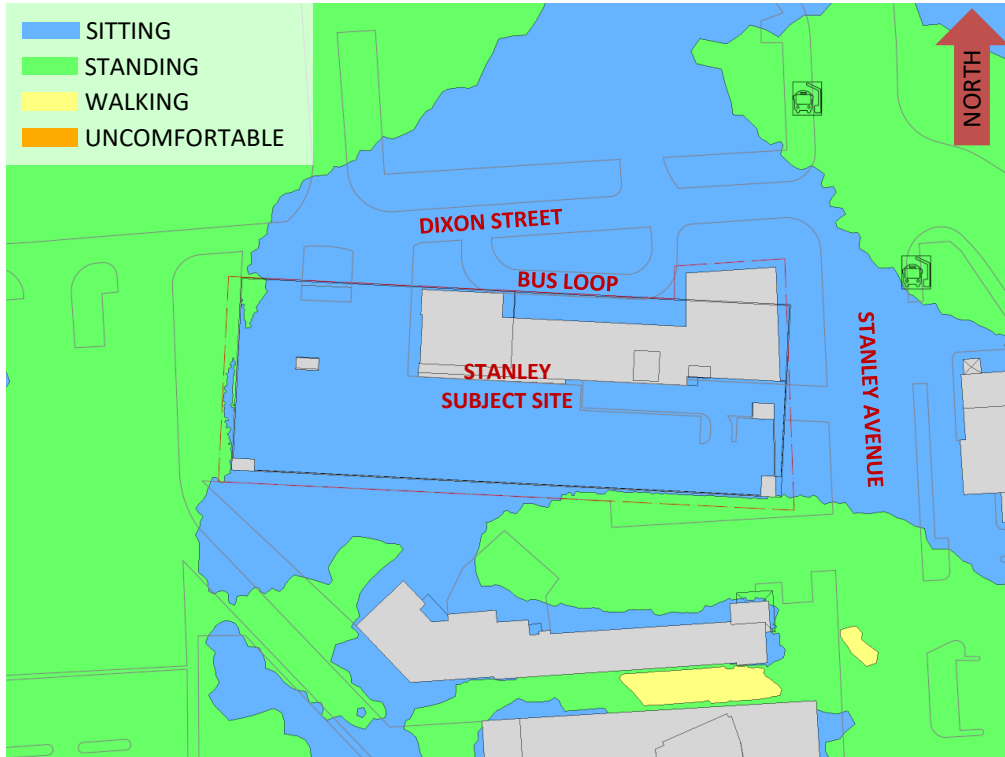 SITTING
STANDING
WALKING
UNCOMFORTABLE
NORTH
DIXON STREET
BUS LOOP
STANLEY
SUBJECT SITE
STANLEY AVENUE